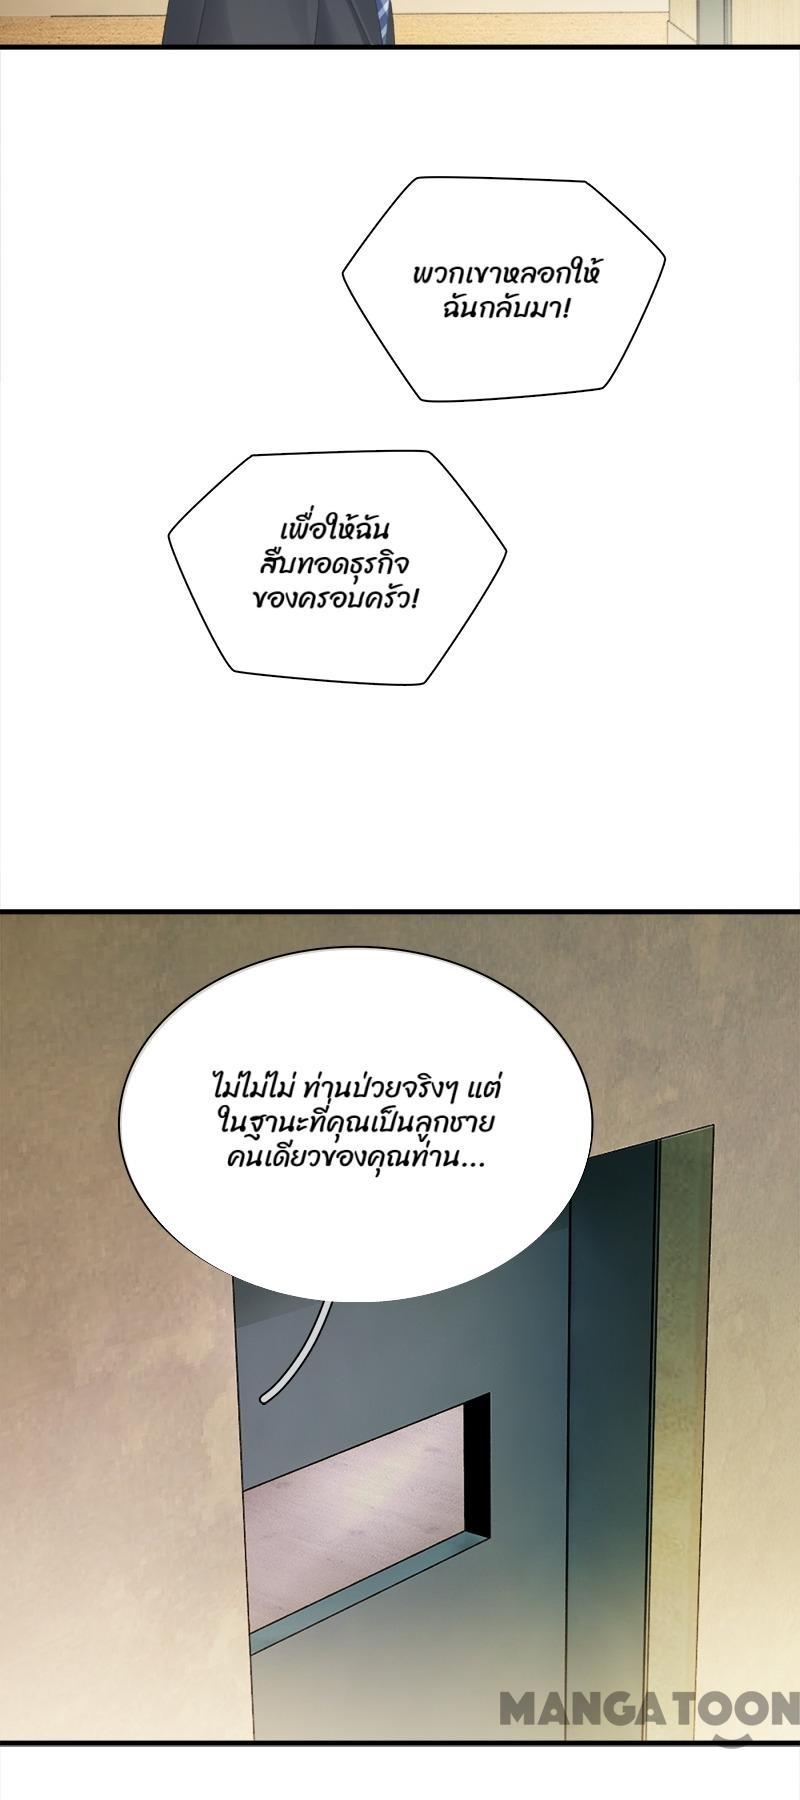 พวกเขาหลอกให้
ฉันกลับมา!
เพื่อให้ฉัน
สืบทอดธุรกิจ
ของครอบครัว!
ไม่ไม่ไม่ ท่านป่วยจริงๆ แต่
ในฐานะที่คุณเป็นลูกชาย
คนเดียวของคุณท่าน...
MANGATOON